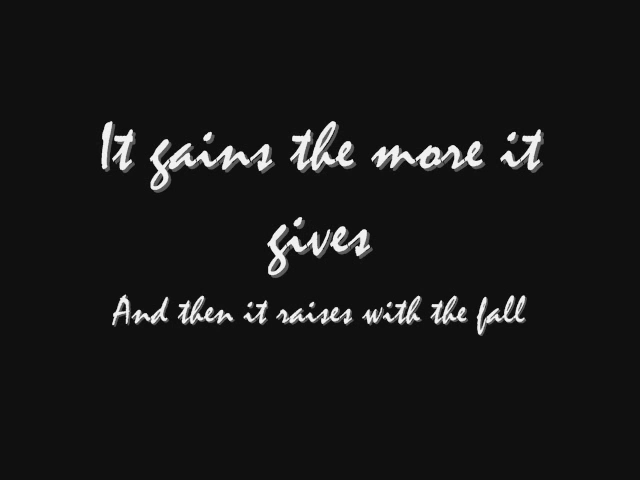 It gains the more it
gives
And then it raises with the fall